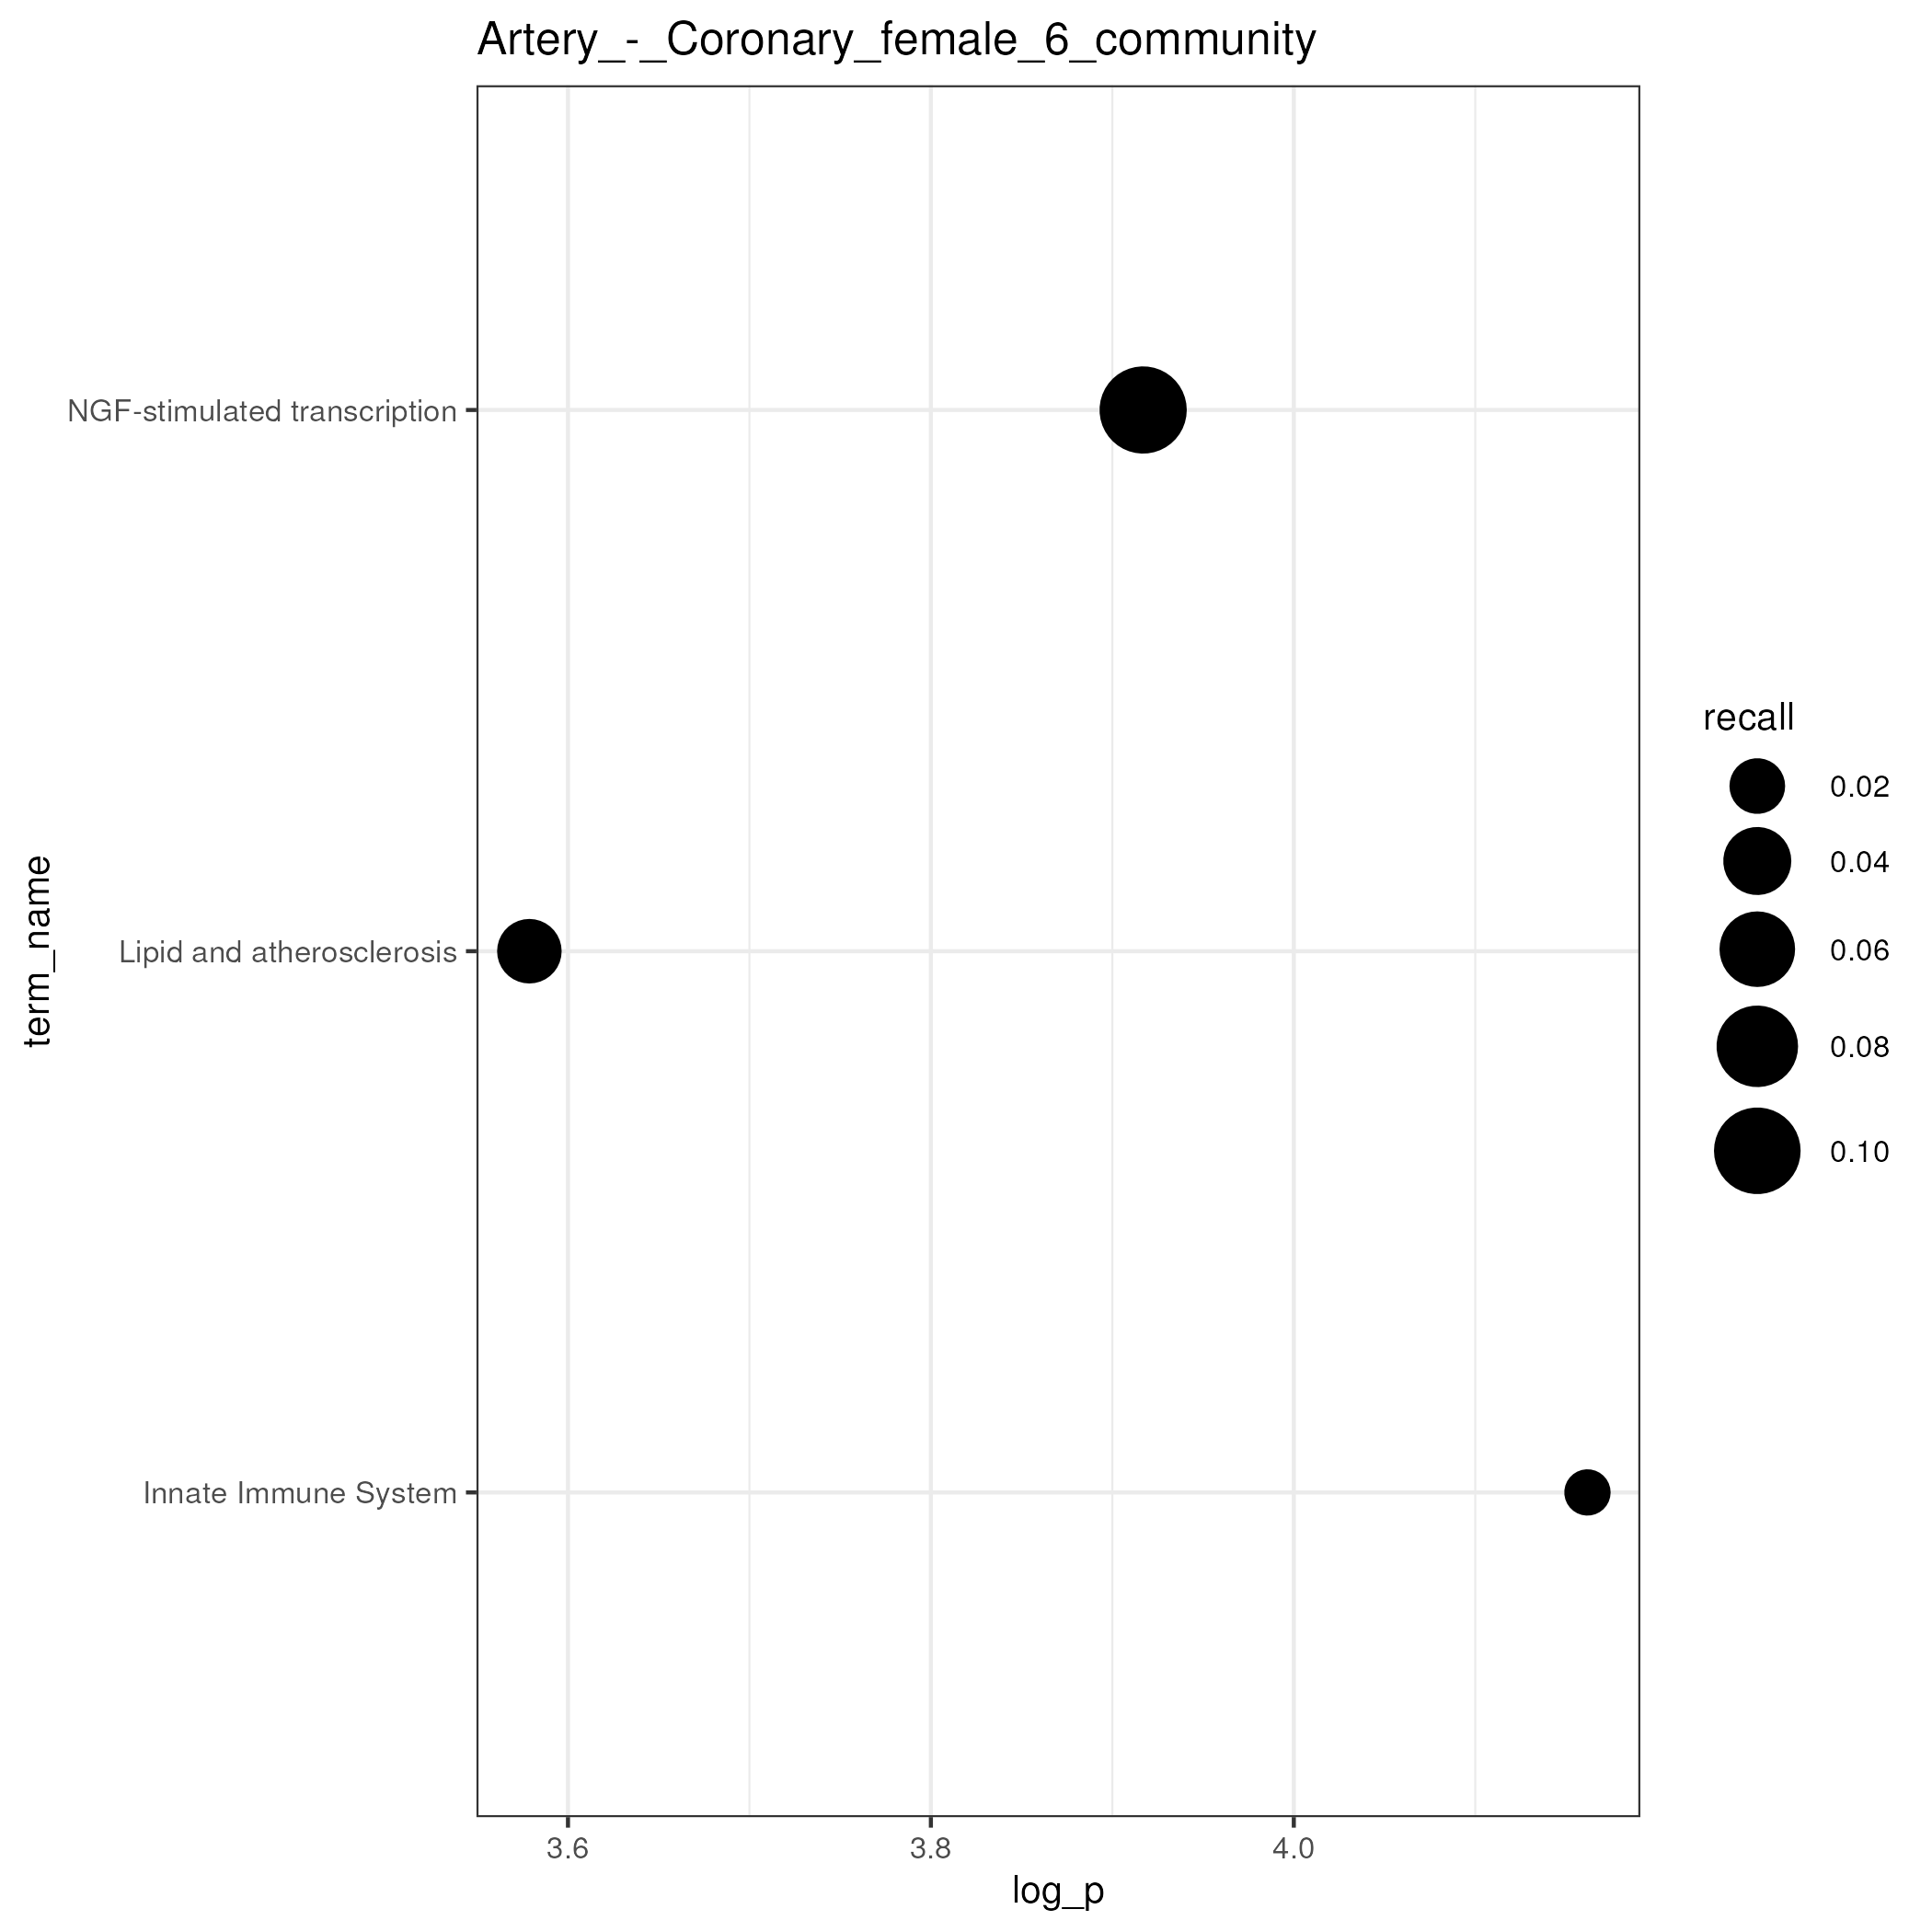 Artery_-_Coronary_female_6_community
term_name
NGF-stimulated transcription
Lipid and atherosclerosis
Innate Immune System
3.6
3.8
4.0
log_p
recall
0.02
0.04
0.06
0.08
0.10